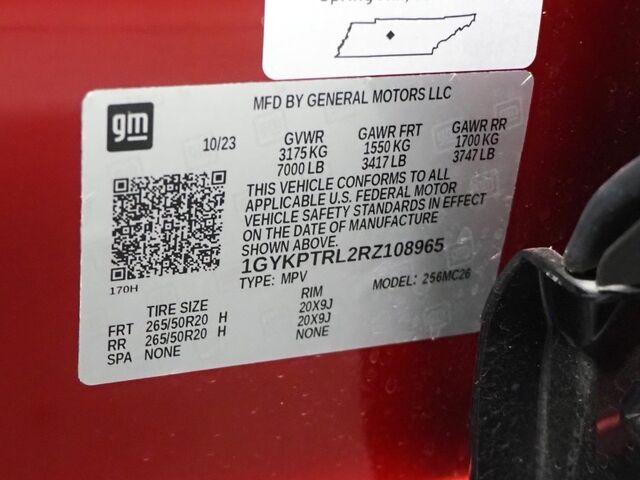 gm
MFD BY GENERAL MOTORS LLC
10/23 GVWR GAWR FRT GAWR RR
3175 KG 1550 KG 1700 KG
7000 LB 3417 LB 3747 LB
THIS VEHICLE CONFORMS TO ALL
APPLICABLE U.S. FEDERAL MOTOR
VEHICLE SAFETY STANDARDS IN EFFECT
ON THE DATE OF MANUFACTURE
SHOWN ABOVE.
1GYKPTRL2RZ108965
170H
TYPE: MPV MODEL: 256MC26
TIRE SIZE RIM
FRT 265/50R20 H 20X9J
RR 265/50R20 H 20X9J
SPA NONE NONE